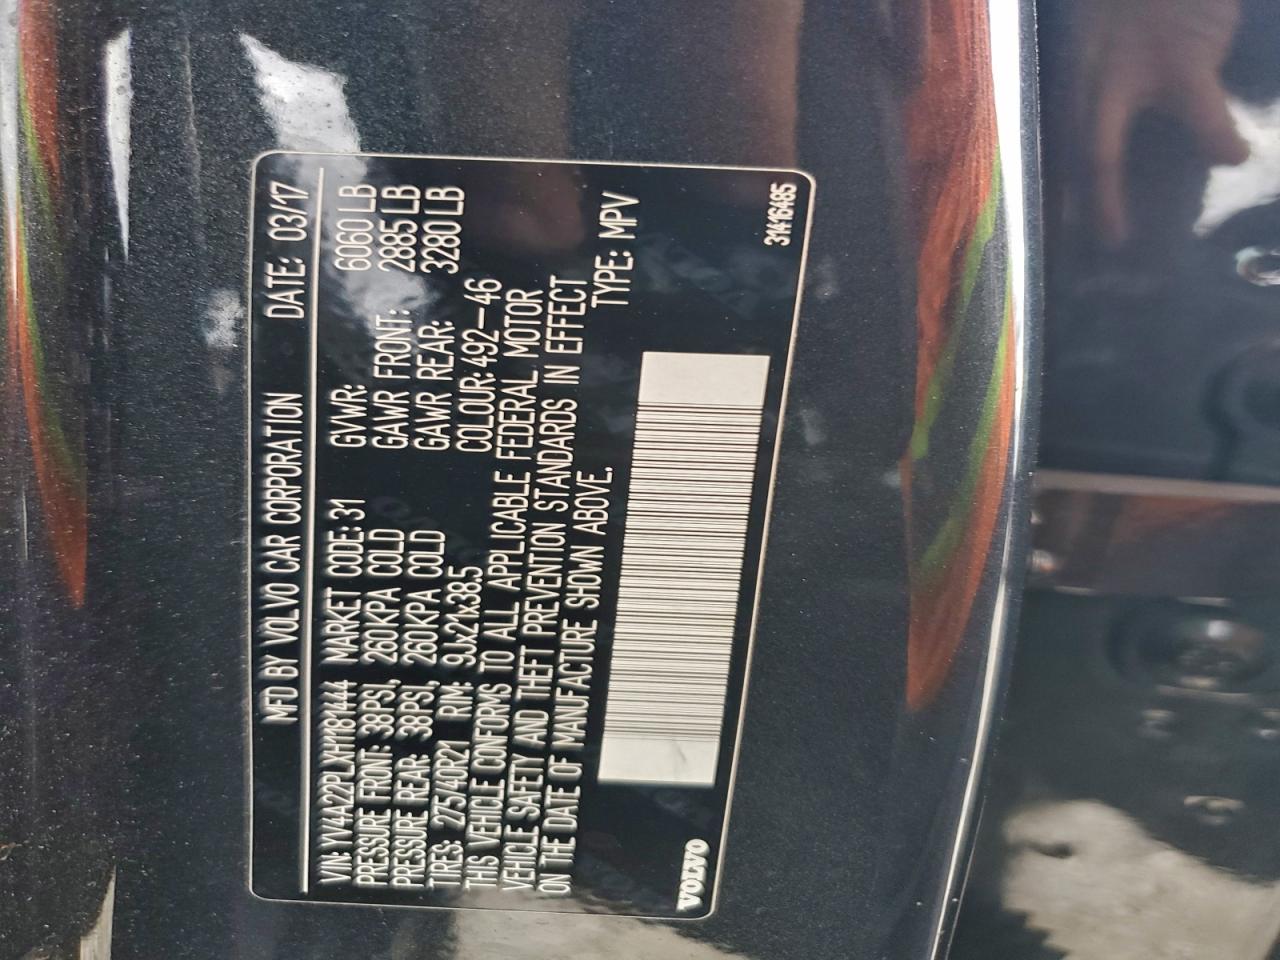 MFD BY VOLVO CAR CORPORATION DATE: 03/17
VIN: YV4A22PLXH1181444 MARKET CODE: 31 GVWR: 6060 LB
PRESSURE FRONT: 38PSI, 260KPA COLD GAWR FRONT: 2885 LB
PRESSURE REAR: 38PSI, 260KPA COLD GAWR REAR: 3280 LB
TIRES: 275/40R21 RIM: 9Jx21x38.5 COLOUR: 492-46
THIS VEHICLE CONFORMS TO ALL APPLICABLE FEDERAL MOTOR
VEHICLE SAFETY AND THEFT PREVENTION STANDARDS IN EFFECT
ON THE DATE OF MANUFACTURE SHOWN ABOVE.
TYPE: MPV
VOLVO 31416485